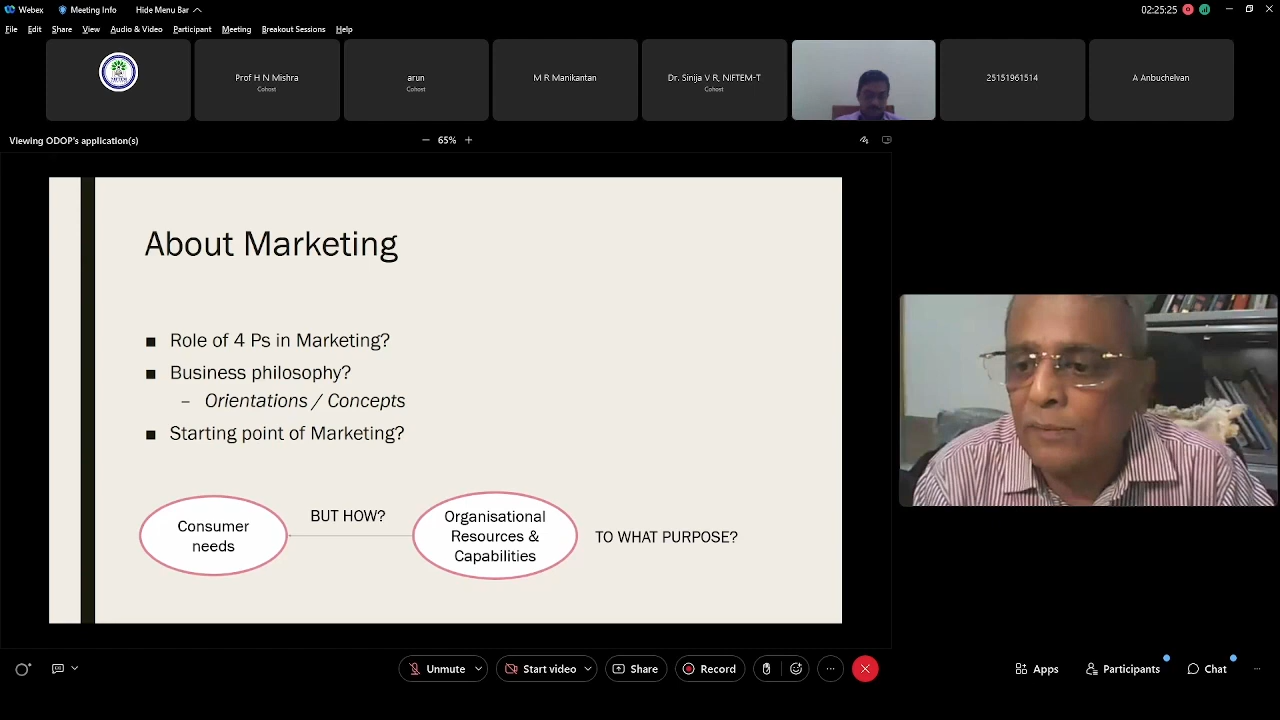 Webex
Meeting Info
Hide Menu Bar
02:25:25
File
Edit
Share
View
Audio & Video
Participant
Meeting
Breakout Sessions
Help
Prof H N Mishra
Cohost
arun
Cohost
M R Manikantan
Dr. Sinija V R, NIFTEM-T
Cohost
25151961514
A Anbuchelvan
Viewing ODOP's application(s)
65%
About Marketing
Role of 4 Ps in Marketing?
Business philosophy?
– Orientations / Concepts
Starting point of Marketing?
Consumer
needs
BUT HOW?
Organisational
Resources &
Capabilities
TO WHAT PURPOSE?
Unmute
Start video
Share
Record
Apps
Participants
Chat